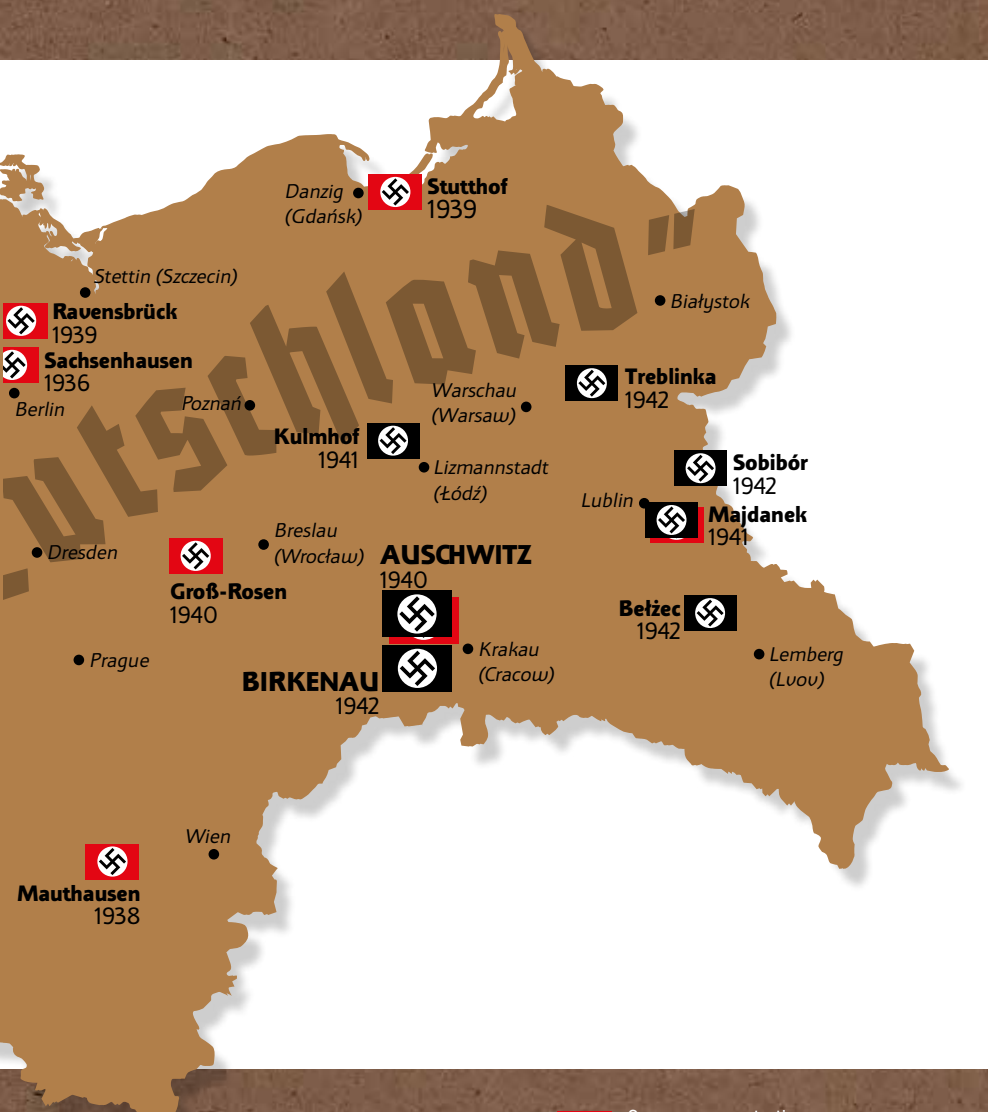 Danzig
(Gdańsk)
Stutthof
1939
Stettin (Szczecin)
Ravensbrück
1939
Sachsenhausen
1936
Berlin
Białystok
Treblinka
1942
Warschau
(Warsaw)
Poznań
Kulmhof
1941
Lizmannstadt
(Łódź)
Sobibór
1942
Lublin
Majdanek
1941
utschland"
Dresden
Breslau
(Wrocław)
Groß-Rosen
1940
AUSCHWITZ
1940
BIRKENAU
1942
Krakau
(Cracow)
Bełżec
1942
Lemberg
(Lvov)
Prague
Wien
Mauthausen
1938